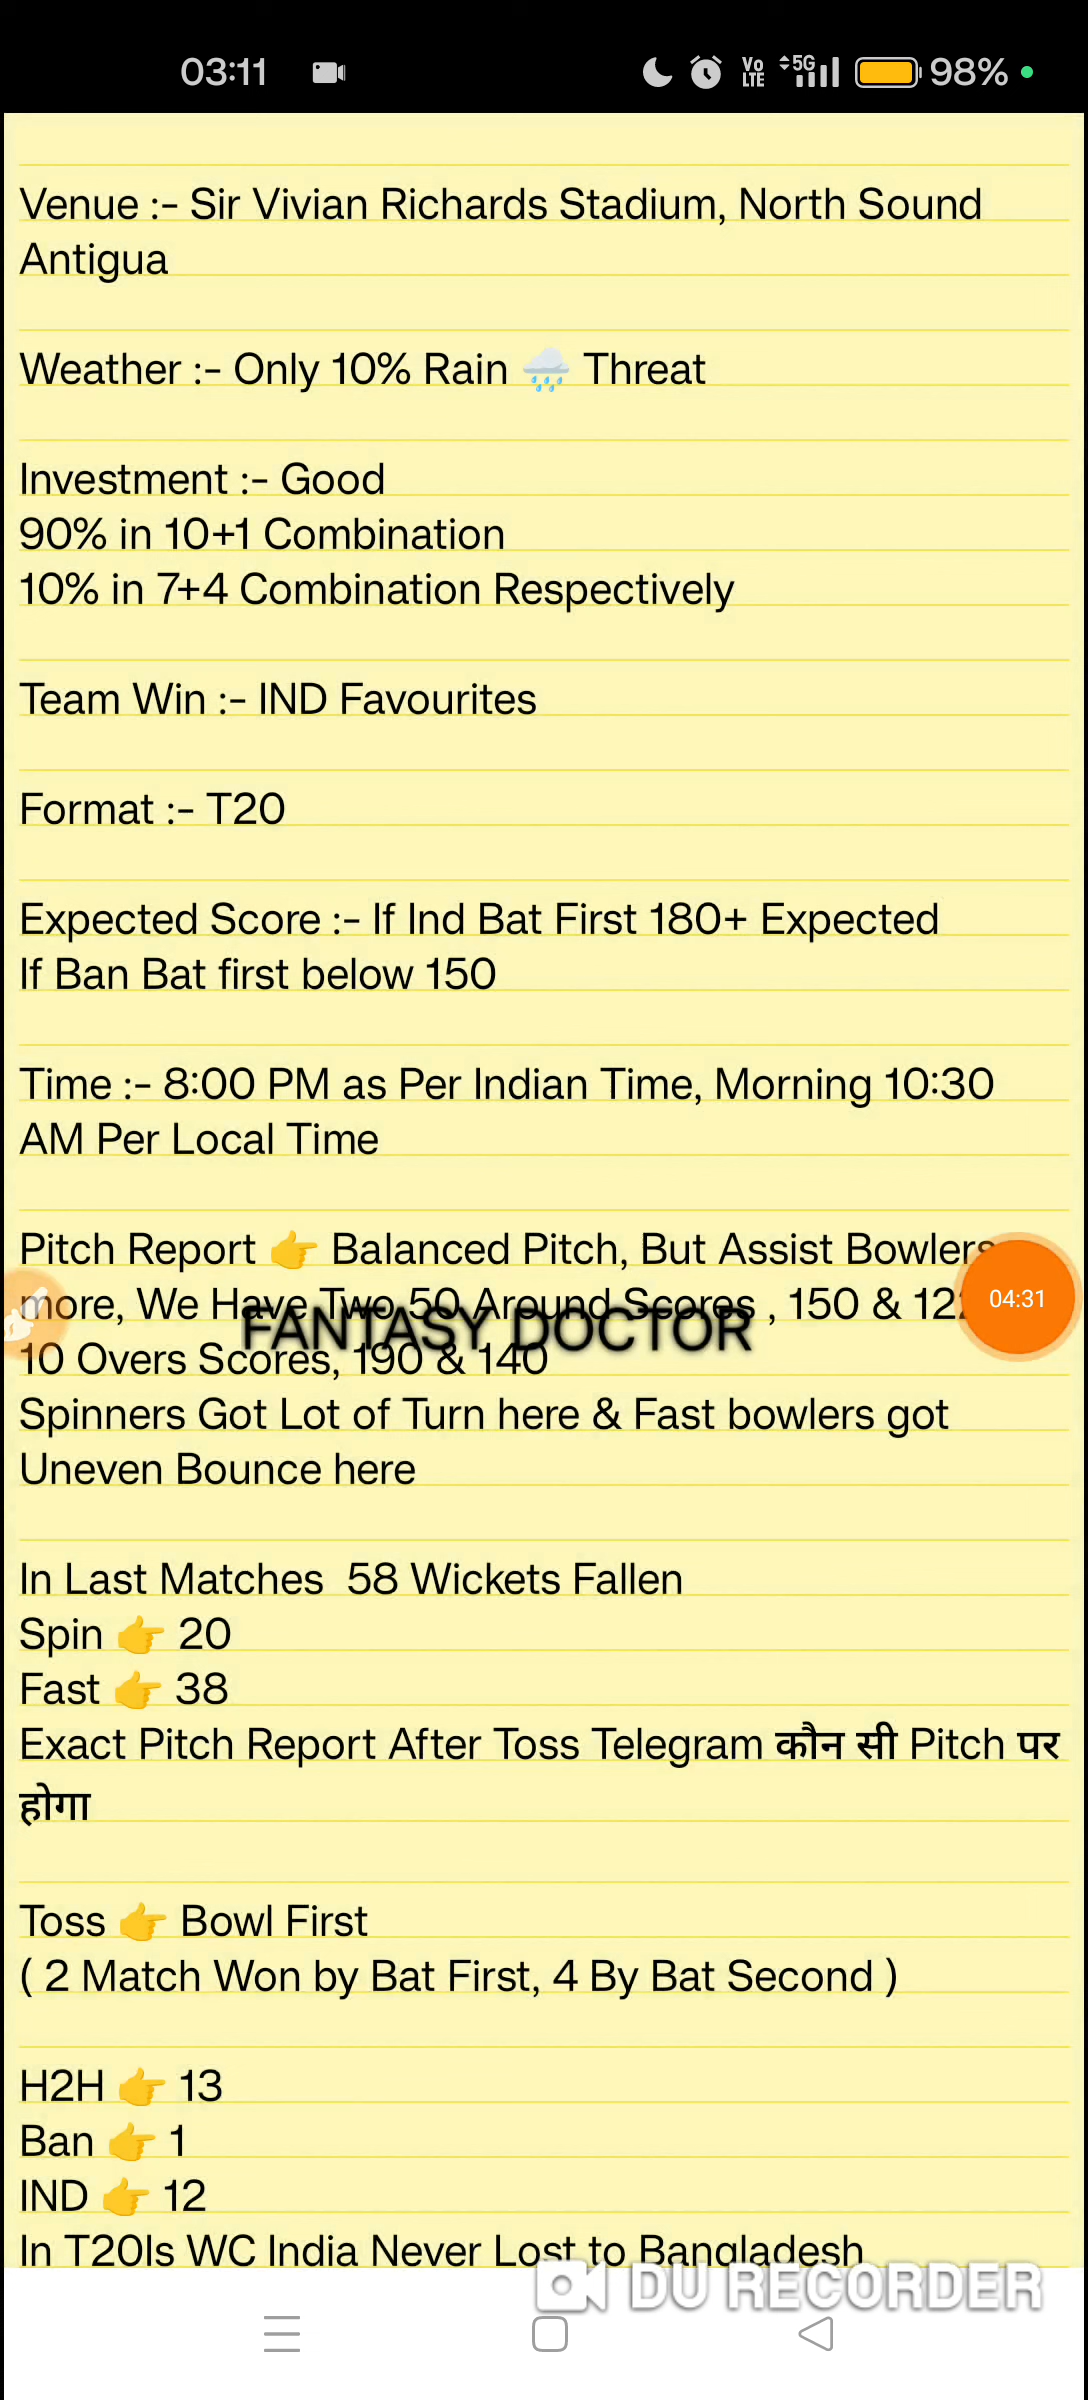 03:11
Vo LTE 5G 98%
Venue :- Sir Vivian Richards Stadium, North Sound
Antigua
Weather :- Only 10% Rain 🌧️ Threat
Investment :- Good
90% in 10+1 Combination
10% in 7+4 Combination Respectively
Team Win :- IND Favourites
Format :- T20
Expected Score :- If Ind Bat First 180+ Expected
If Ban Bat first below 150
Time :- 8:00 PM as Per Indian Time, Morning 10:30
AM Per Local Time
Pitch Report 👉 Balanced Pitch, But Assist Bowlers
more, We Have Two 50 Around Scores , 150 &
04:31
FANTASY DOCTOR
10 Overs Scores, 190 & 140
Spinners Got Lot of Turn here & Fast bowlers got
Uneven Bounce here
In Last Matches 58 Wickets Fallen
Spin 👉 20
Fast 👉 38
Exact Pitch Report After Toss Telegram कौन सी Pitch पर
होगा
Toss 👉 Bowl First
( 2 Match Won by Bat First, 4 By Bat Second )
H2H 👉 13
Ban 👉 1
IND 👉 12
In T20Is WC India Never Lost to Bangladesh
DU RECORDER